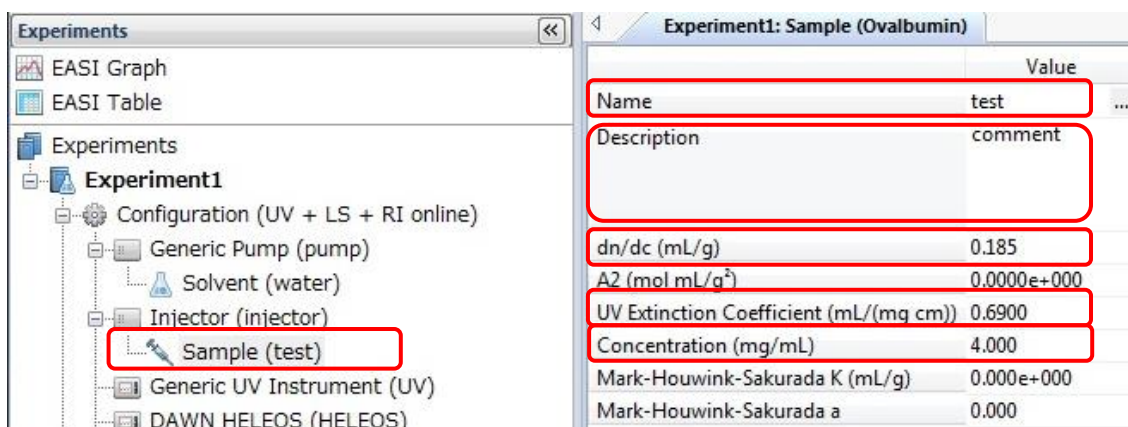 Experiments
EASI Graph
EASI Table
Experiments
Experiment1
Configuration (UV + LS + RI online)
Generic Pump (pump)
Solvent (water)
Injector (injector)
Sample (test)
Generic UV Instrument (UV)
DAWN HELEOS (HELEOS)
Experiment1: Sample (Ovalbumin)
Value
Name test ...
Description comment
dn/dc (mL/g) 0.185
A2 (mol mL/g²) 0.0000e+000
UV Extinction Coefficient (mL/(mg cm)) 0.6900
Concentration (mg/mL) 4.000
Mark-Houwink-Sakurada K (mL/g) 0.000e+000
Mark-Houwink-Sakurada a 0.000